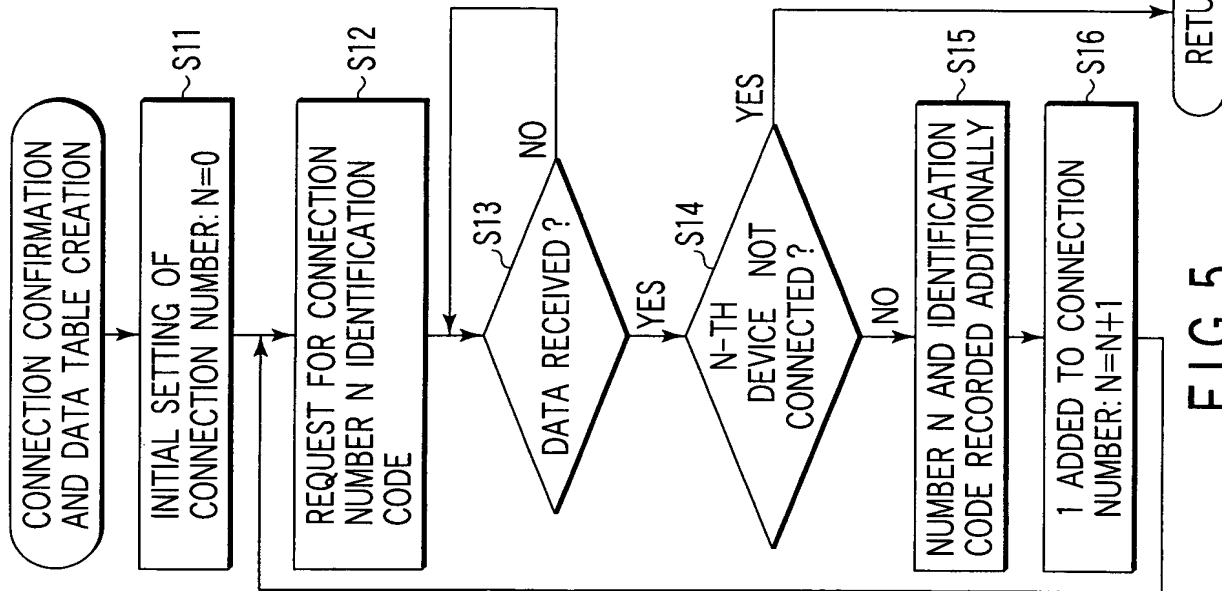 CONNECTION CONFIRMATION
AND DATA TABLE CREATION
INITIAL SETTING OF
CONNECTION NUMBER: N=0
S11
REQUEST FOR CONNECTION
NUMBER N IDENTIFICATION
CODE
S12
DATA RECEIVED ?
S13
NO
YES
N-TH
DEVICE NOT
CONNECTED ?
S14
YES
NO
NUMBER N AND IDENTIFICATION
CODE RECORDED ADDITIONALLY
S15
1 ADDED TO CONNECTION
NUMBER: N=N+1
S16
RETU
FIG. 5